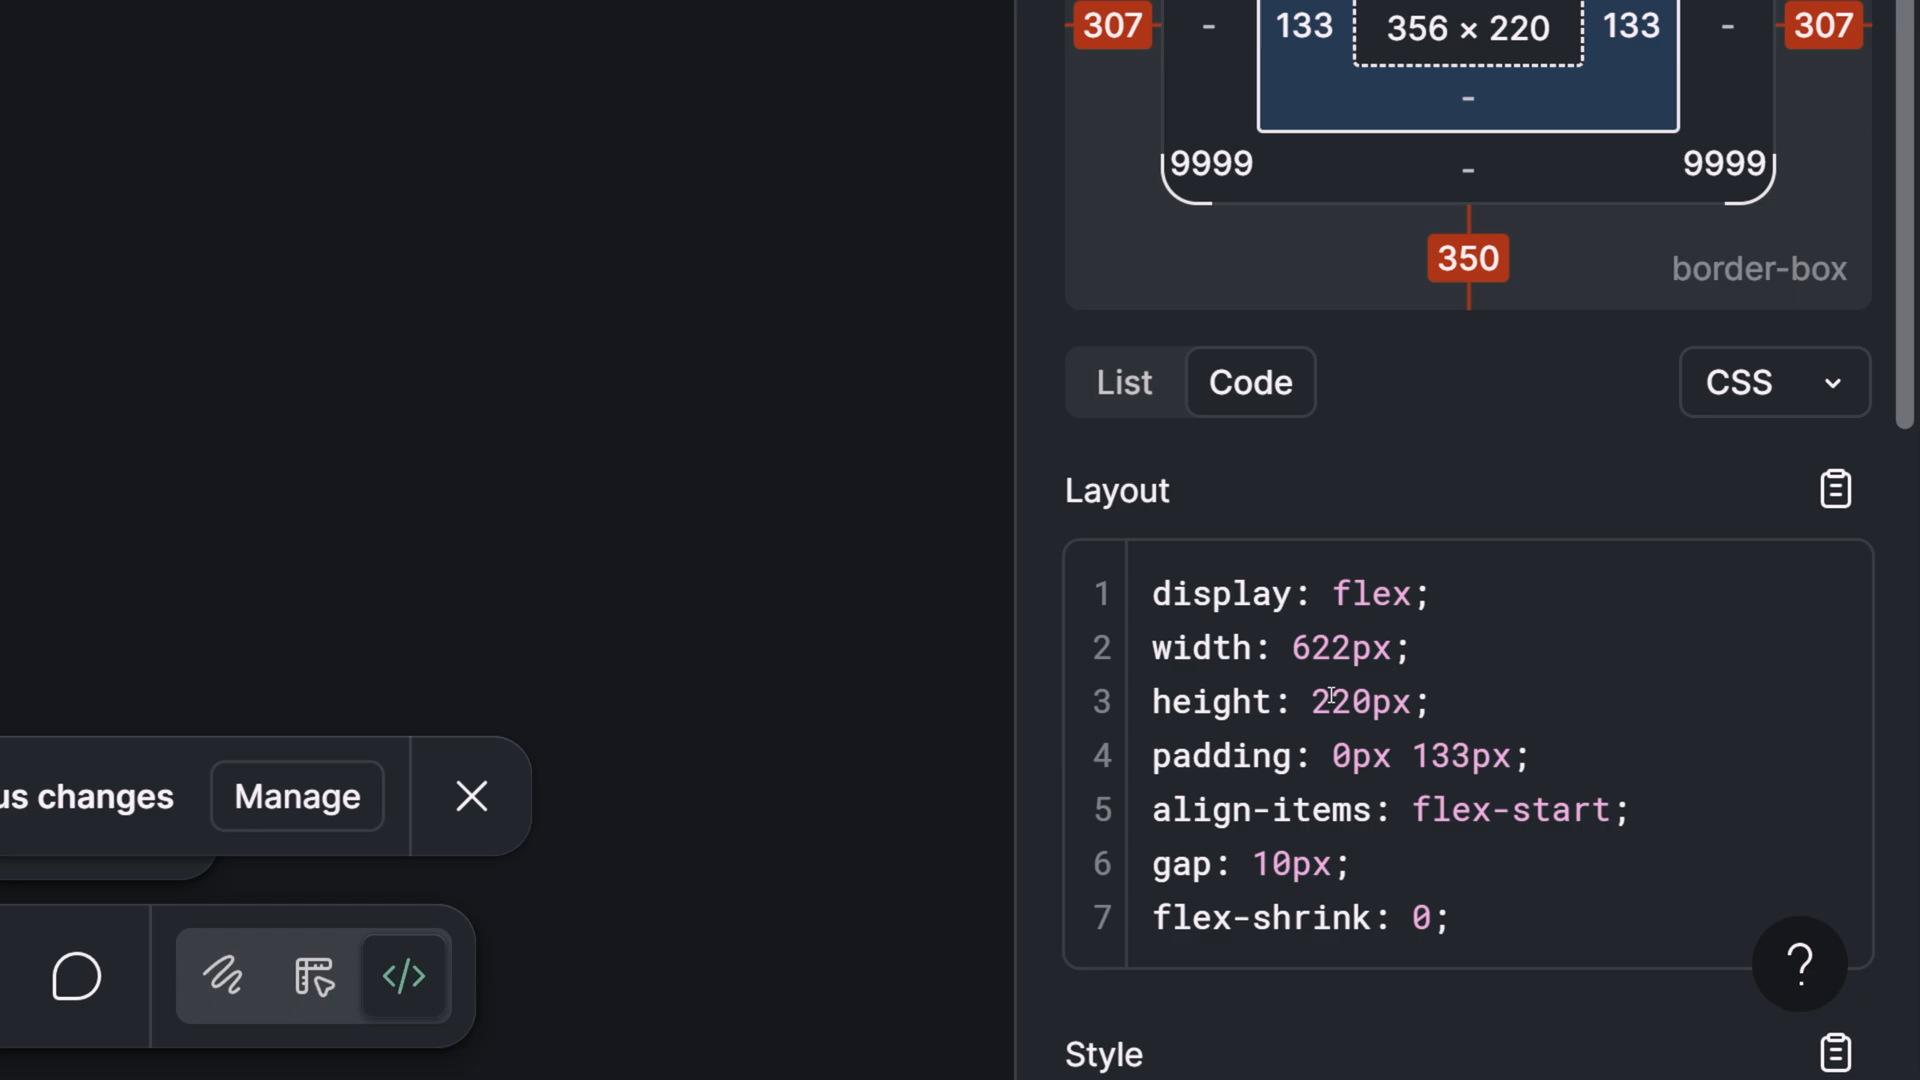 307 - 133 356 × 220 133 - 307
-
9999 - 9999
350
border-box
List Code CSS
Layout
1 display: flex;
2 width: 622px;
3 height: 220px;
4 padding: 0px 133px;
5 align-items: flex-start;
6 gap: 10px;
7 flex-shrink: 0;
us changes Manage
?
Style